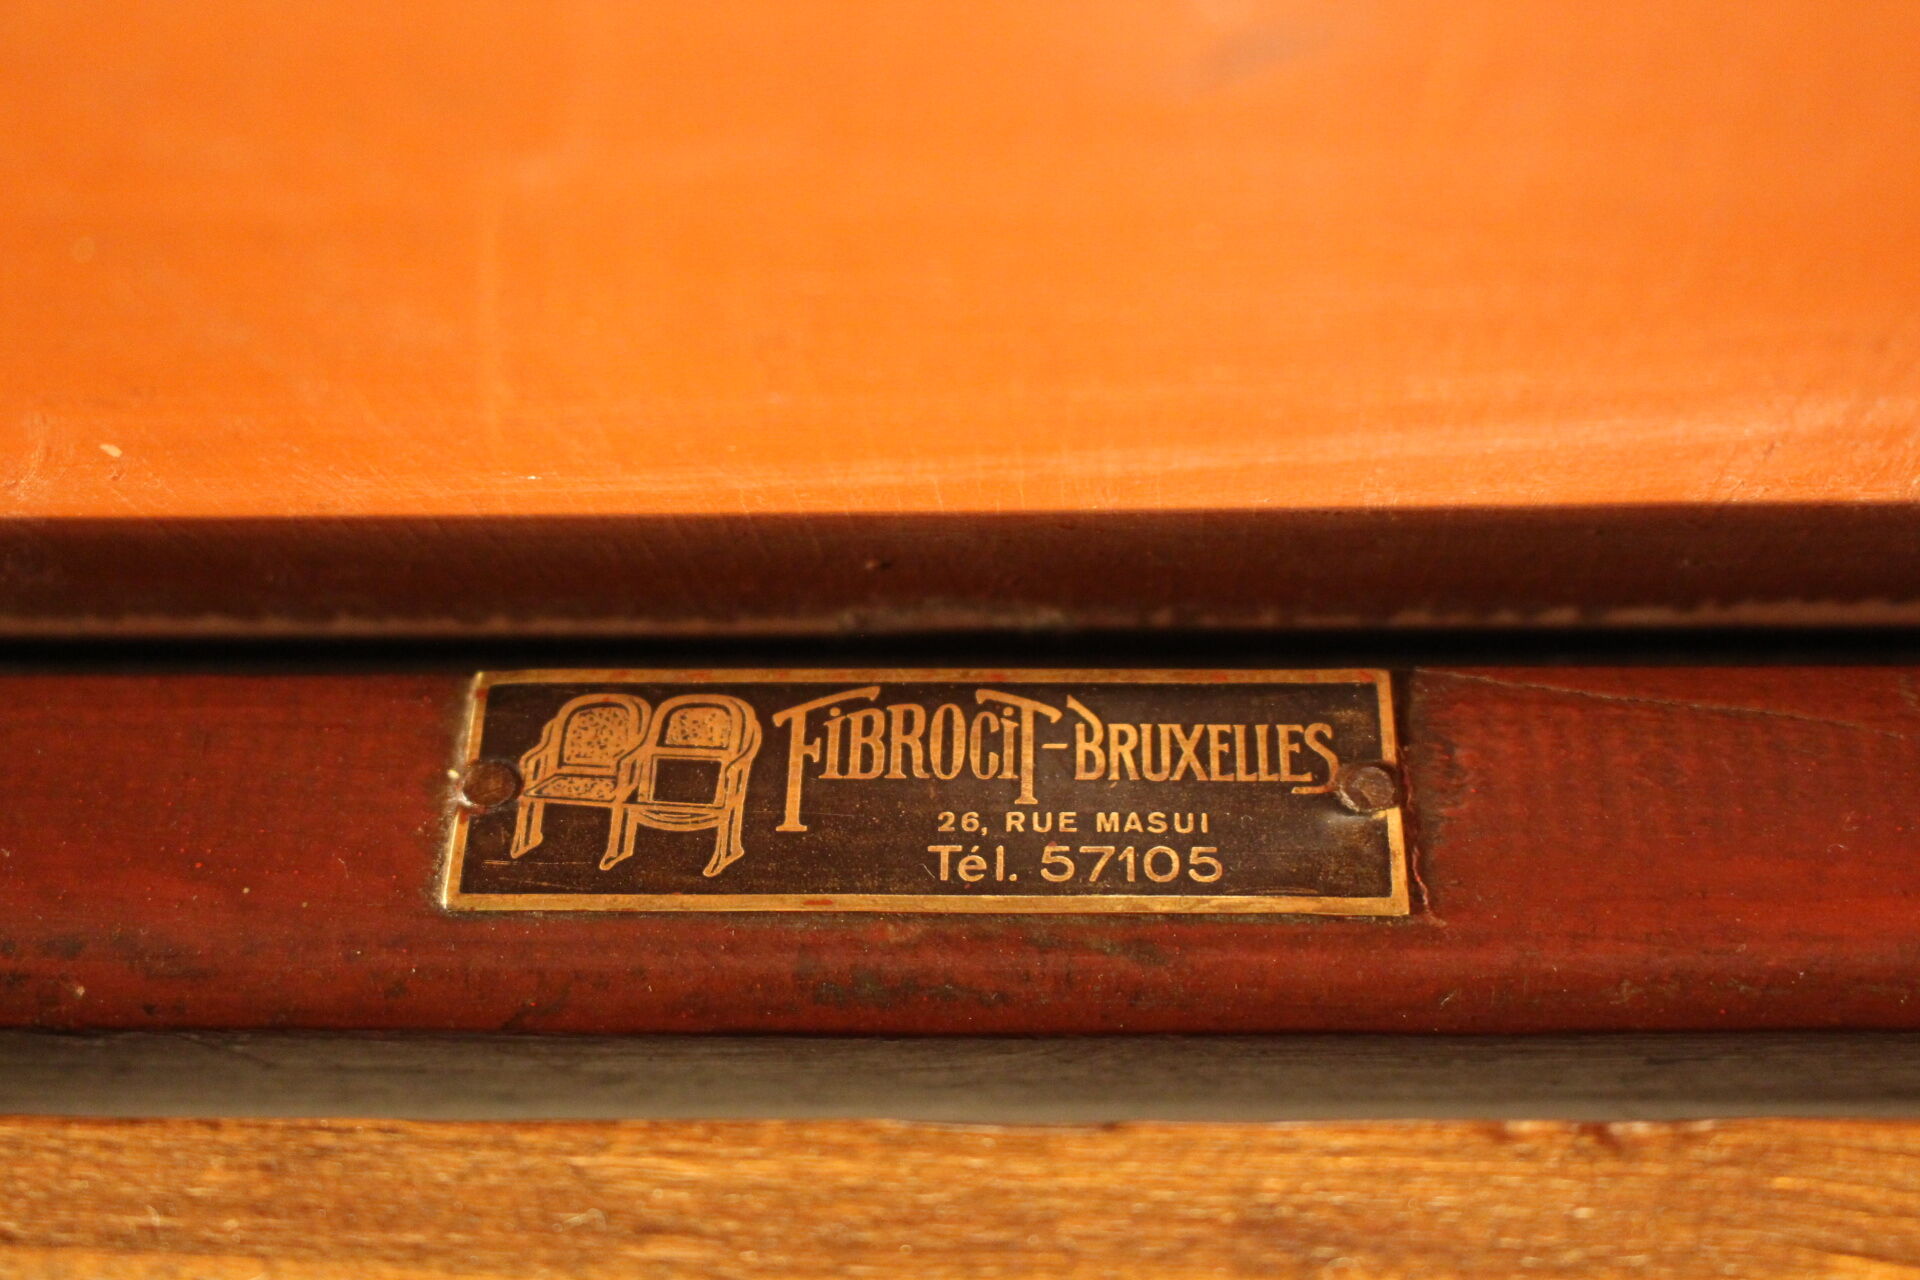 FiBROCiT-BRUXELLES
26, RUE MASUI
Tél. 57105